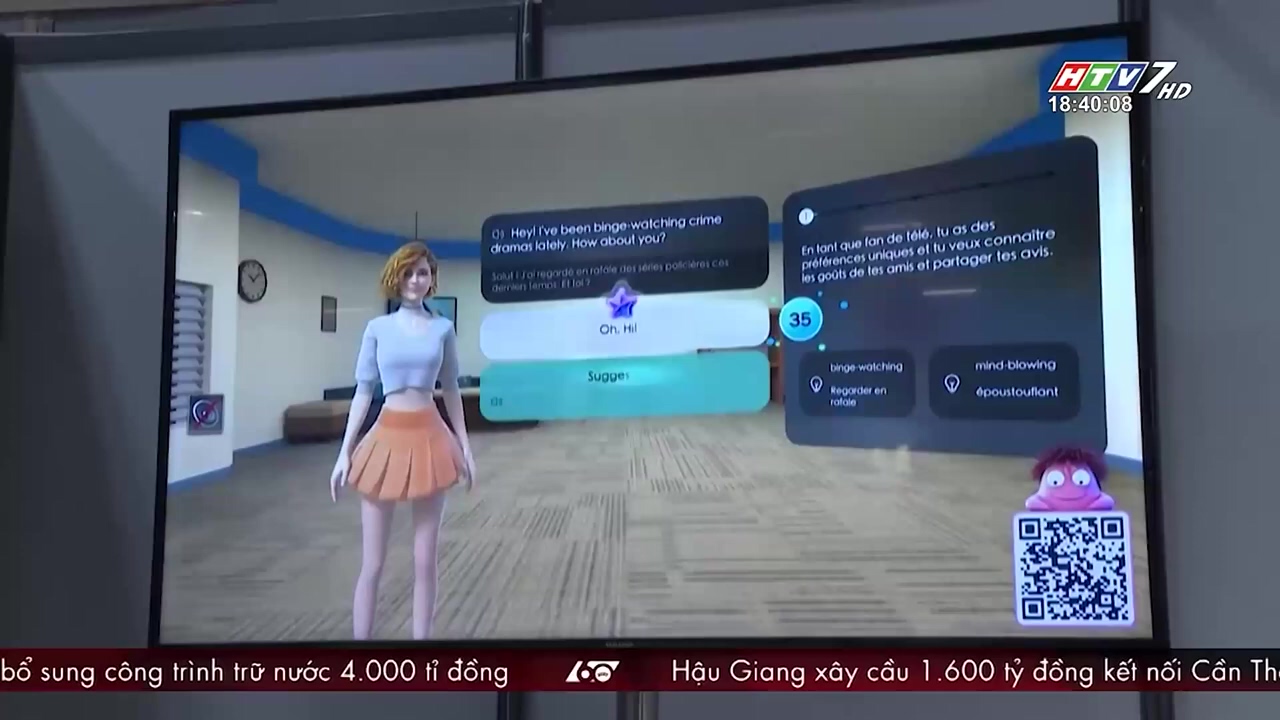 HTV7 HD
18:40:08
Hey! I've been binge-watching crime
dramas lately. How about you?
Salut ! J'ai regardé en rafale des séries policières ces
derniers temps. Et toi ?
Oh, Hi!
Sugges
En tant que fan de télé, tu as des
préférences uniques et tu veux connaître
les goûts de tes amis et partager tes avis.
35
binge-watching
Regarder en
rafale
mind-blowing
époustouflant
bổ sung công trình trữ nước 4.000 tỉ đồng
60 giây
Hậu Giang xây cầu 1.600 tỷ đồng kết nối Cần